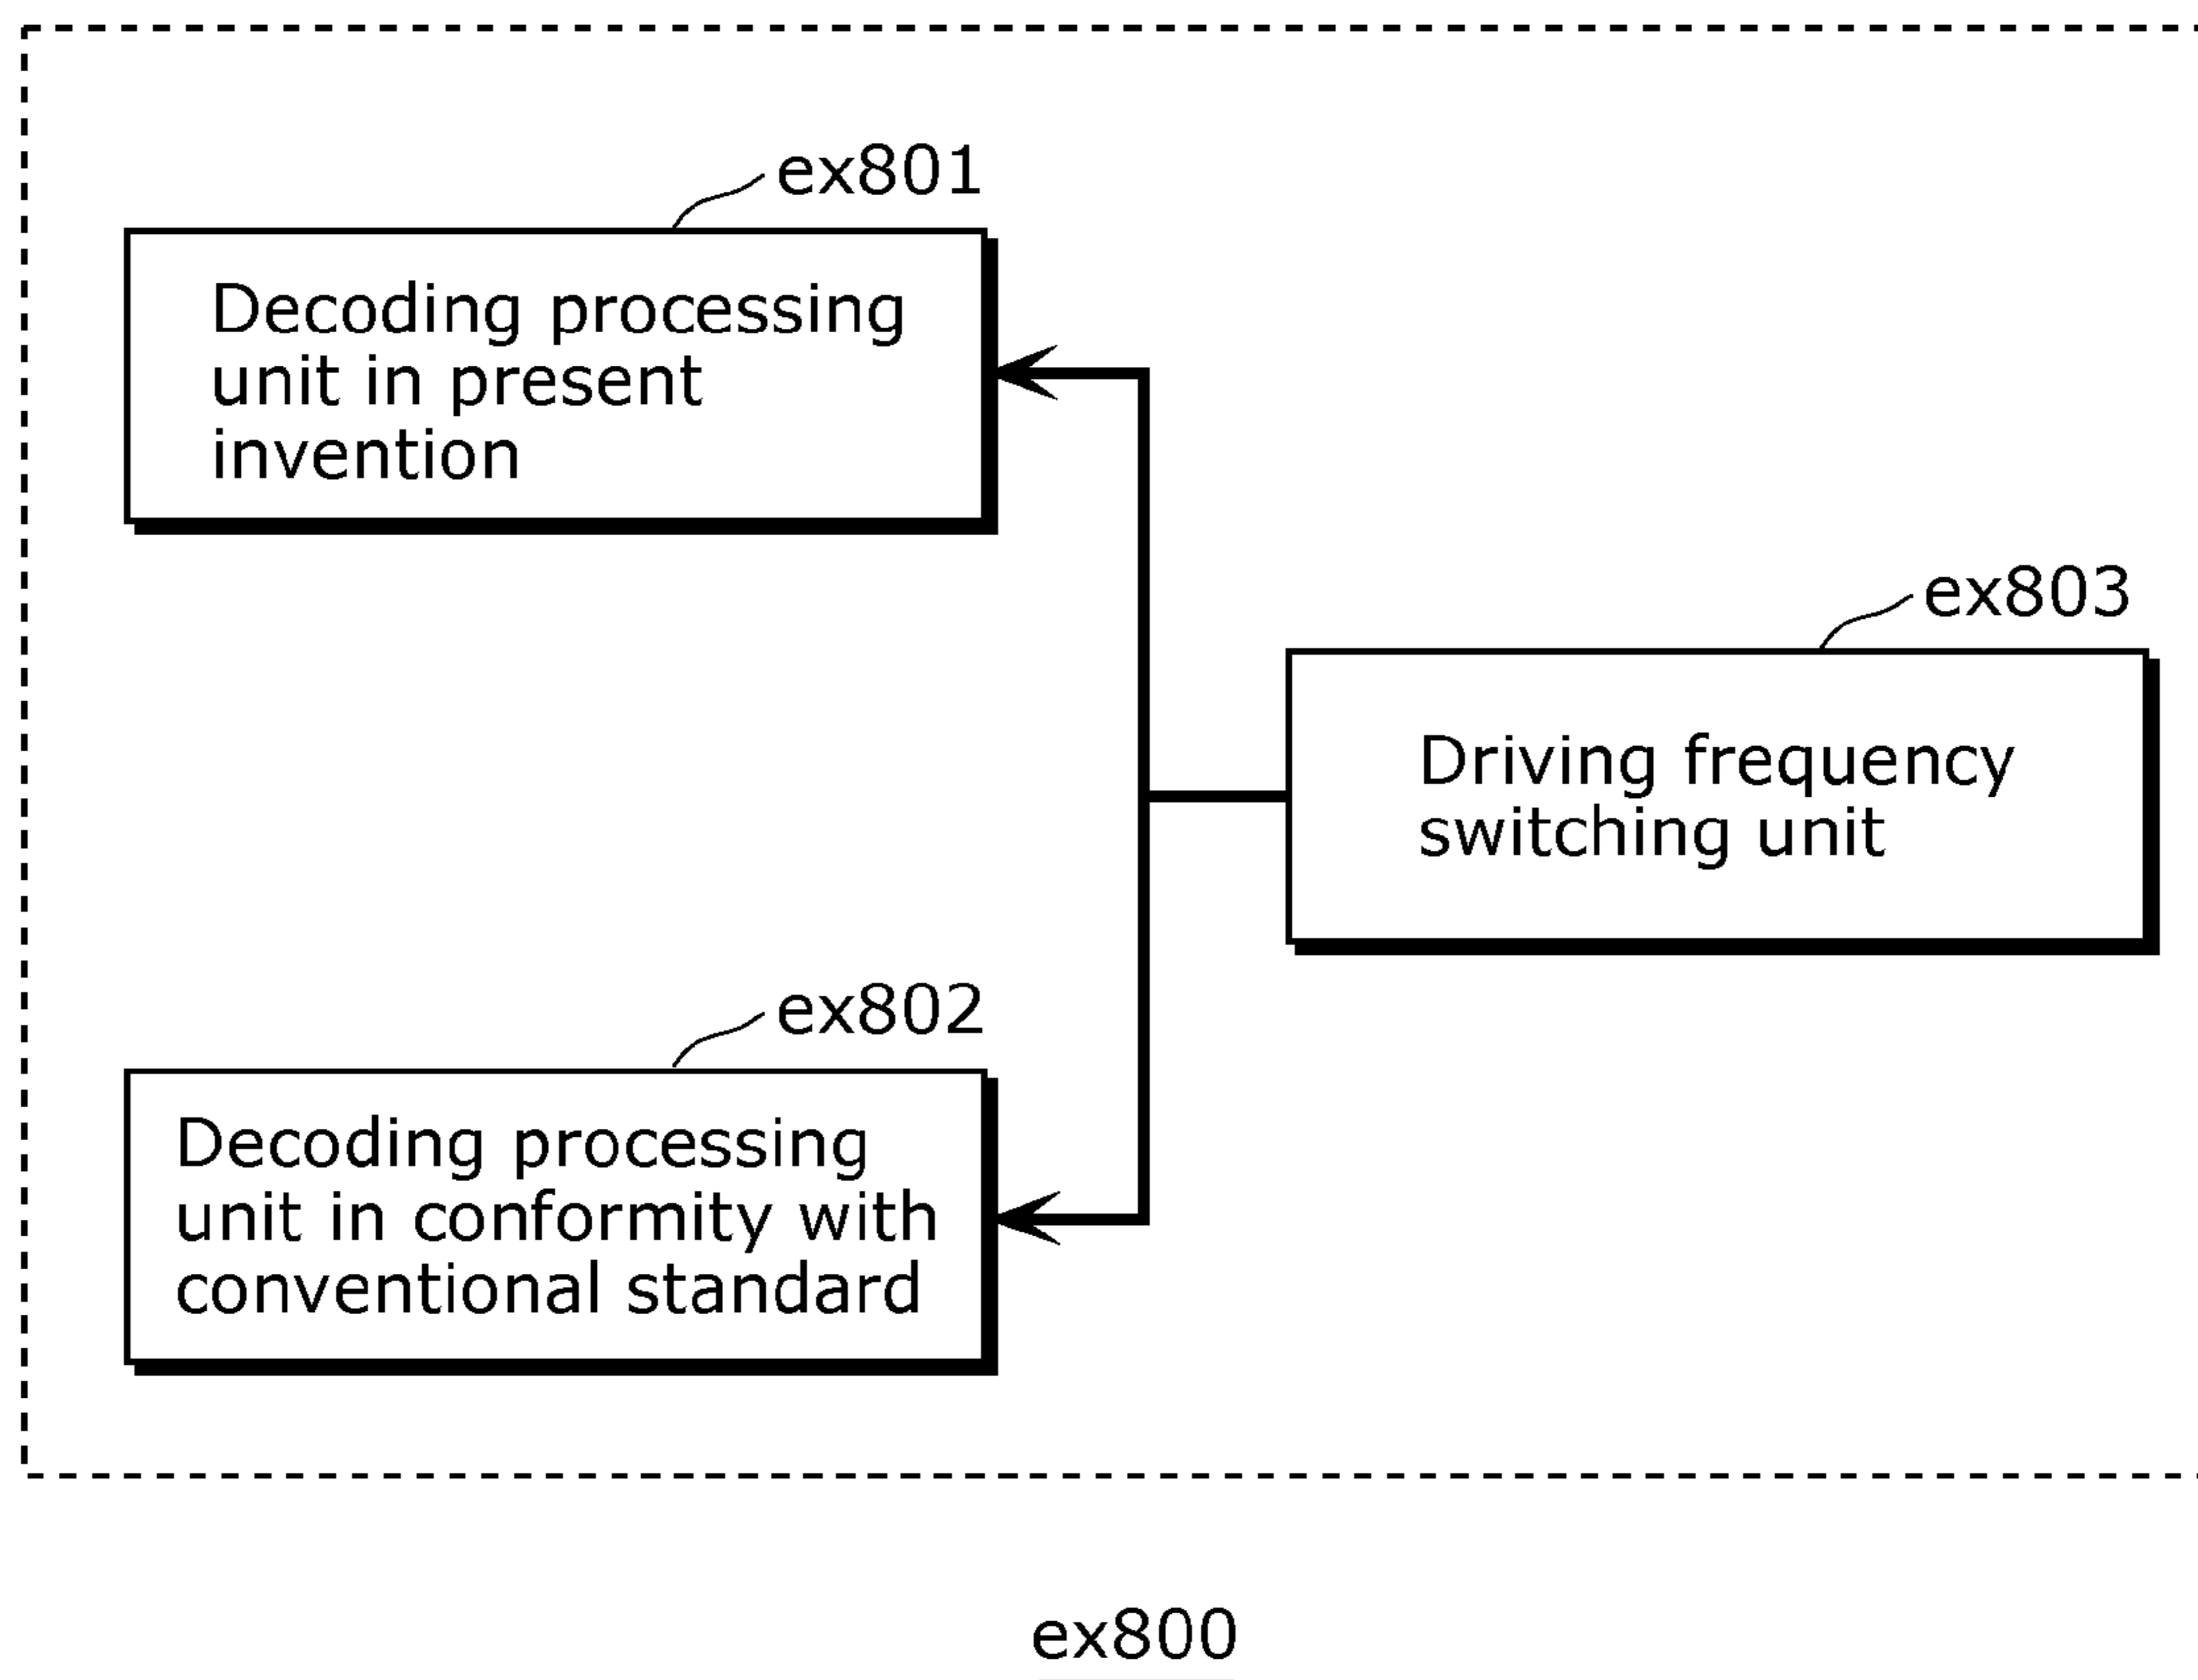 ex801
Decoding processing
unit in present
invention
ex803
Driving frequency
switching unit
ex802
Decoding processing
unit in conformity with
conventional standard
ex800